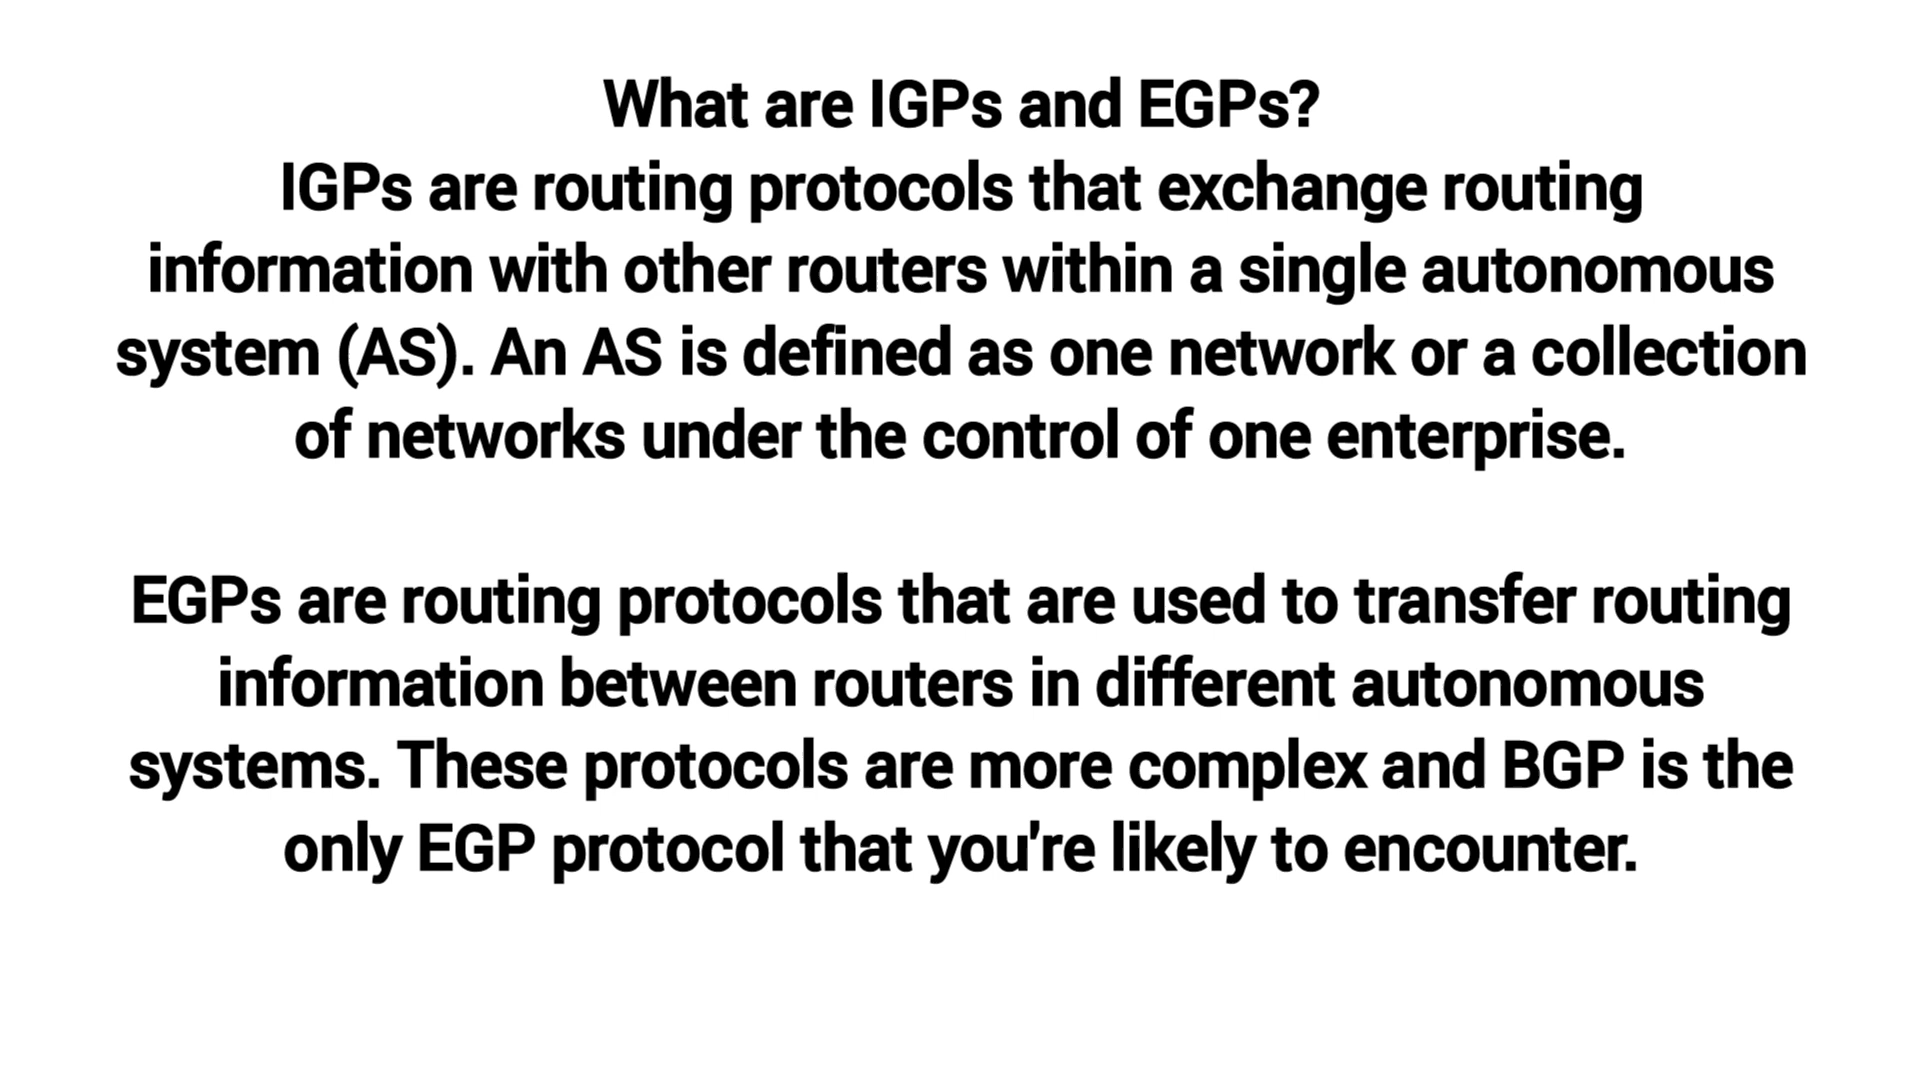 What are IGPs and EGPs?
IGPs are routing protocols that exchange routing
information with other routers within a single autonomous
system (AS). An AS is defined as one network or a collection
of networks under the control of one enterprise.
EGPs are routing protocols that are used to transfer routing
information between routers in different autonomous
systems. These protocols are more complex and BGP is the
only EGP protocol that you're likely to encounter.